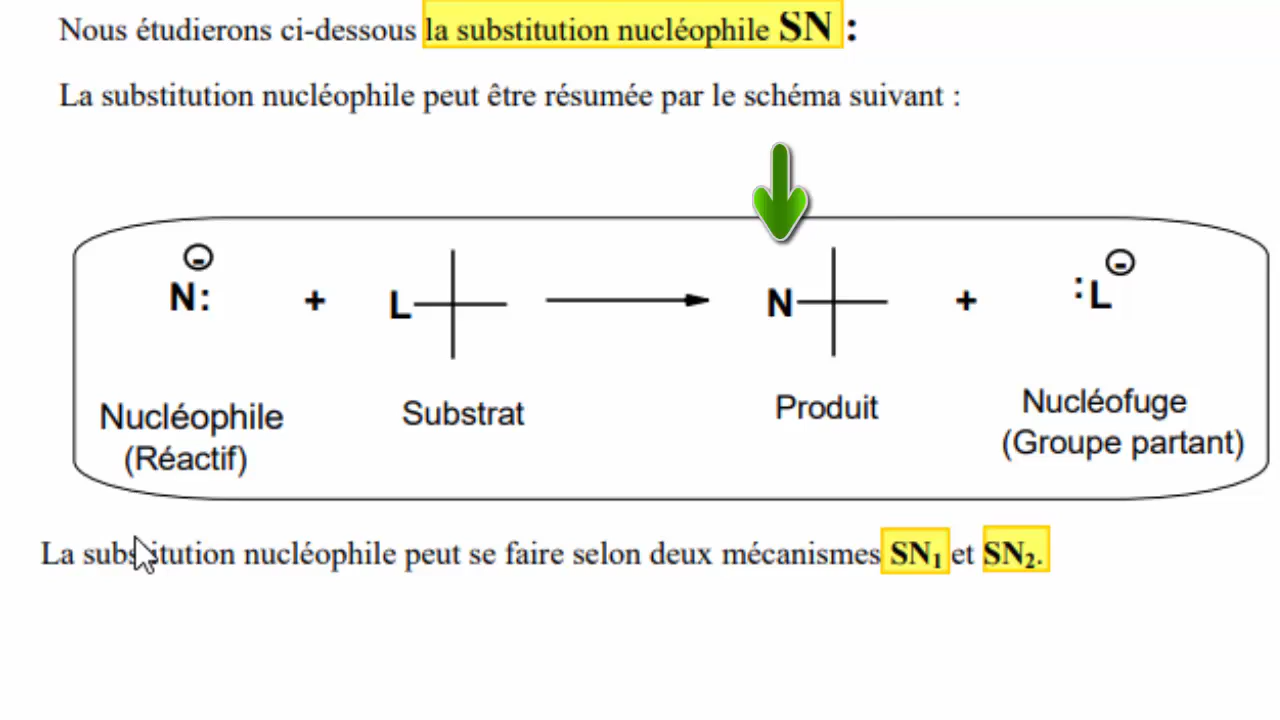 Nous étudierons ci-dessous la substitution nucléophile SN :
La substitution nucléophile peut être résumée par le schéma suivant :
N: ⊖ + L → N + :L ⊖
Nucléophile Substrat Produit Nucléofuge
(Réactif) (Groupe partant)
La substitution nucléophile peut se faire selon deux mécanismes SN₁ et SN₂.